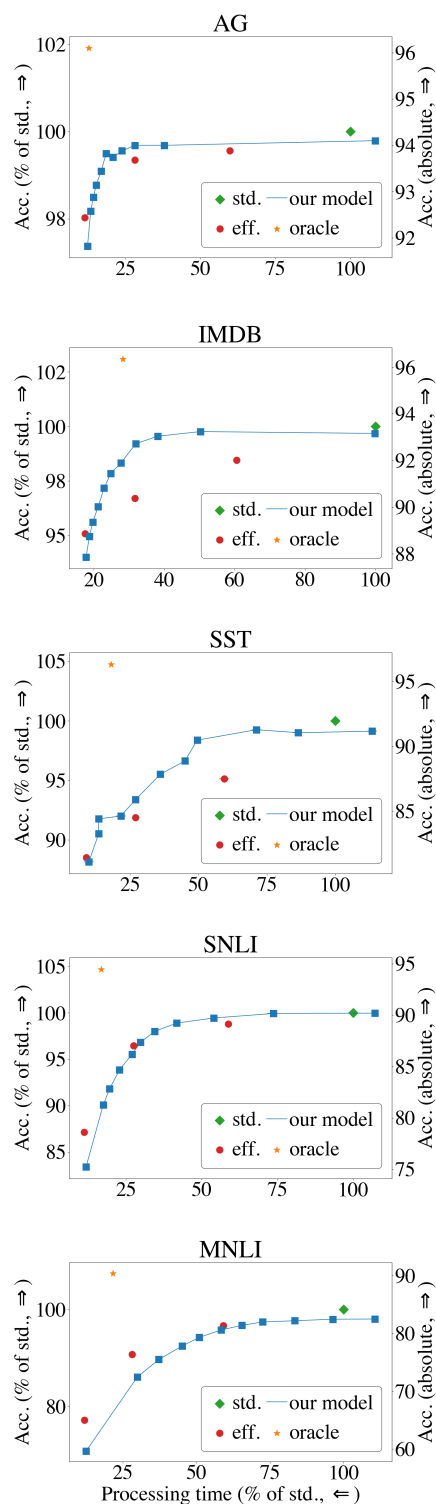 AG
Acc. (% of std., ⇒)
102
100
98
96
95
94
93
92
Acc. (absolute, ⇒)
std. our model
eff. oracle
25 50 75 100
IMDB
Acc. (% of std., ⇒)
102
100
98
95
96
94
92
90
88
Acc. (absolute, ⇒)
std. our model
eff. oracle
20 40 60 80 100
SST
Acc. (% of std., ⇒)
105
100
95
90
95
90
85
Acc. (absolute, ⇒)
std. our model
eff. oracle
25 50 75 100
SNLI
Acc. (% of std., ⇒)
105
100
95
90
85
95
90
85
80
75
Acc. (absolute, ⇒)
std. our model
eff. oracle
25 50 75 100
MNLI
Acc. (% of std., ⇒)
100
80
90
80
70
60
Acc. (absolute, ⇒)
std. our model
eff. oracle
25 50 75 100
Processing time (% of std., ⇐)